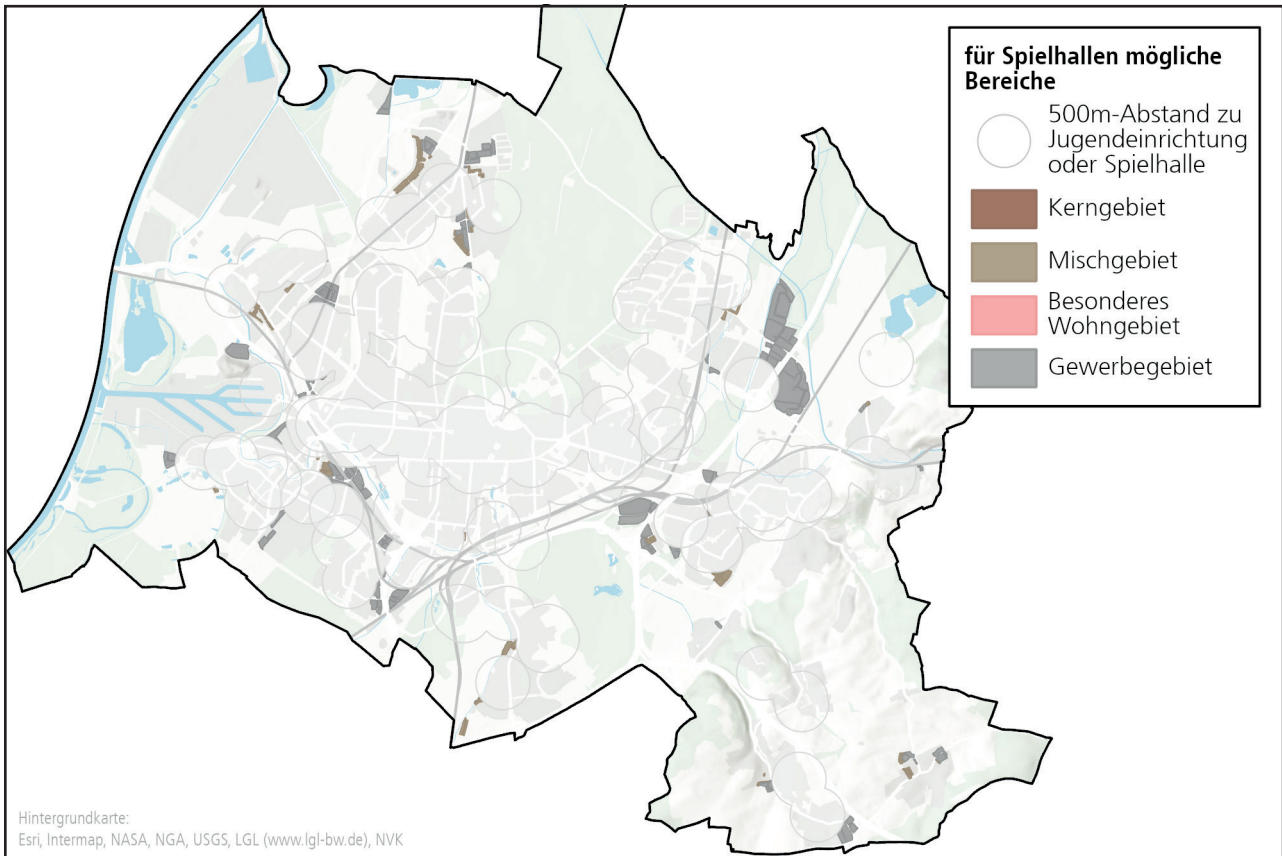 für Spielhallen mögliche
Bereiche
500m-Abstand zu
Jugendeinrichtung
oder Spielhalle
Kerngebiet
Mischgebiet
Besonderes
Wohngebiet
Gewerbegebiet
Hintergrundkarte:
Esri, Intermap, NASA, NGA, USGS, LGL (www.lgl-bw.de), NVK